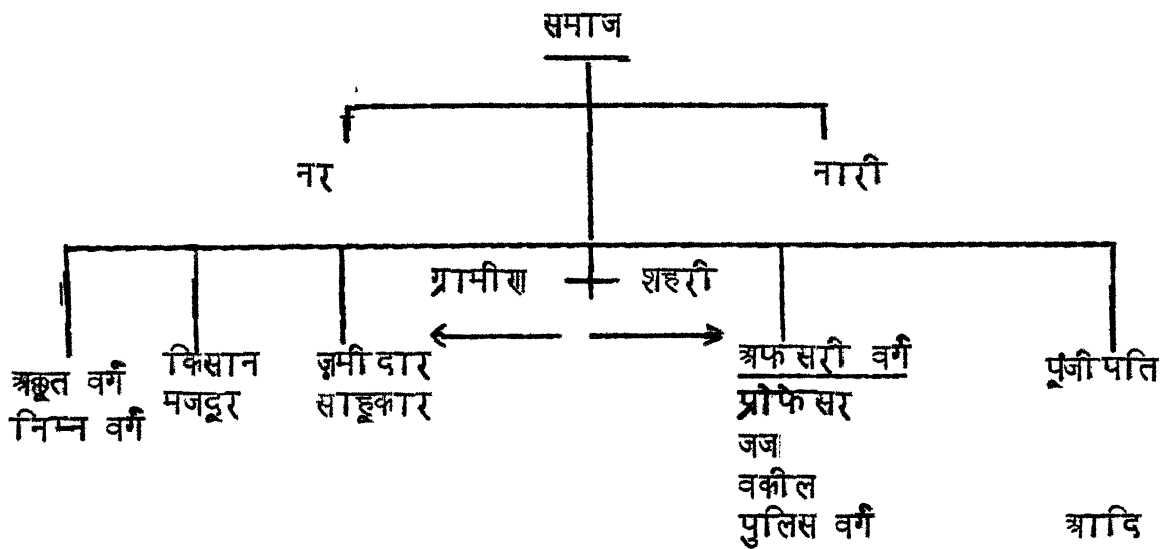 समाज
नर
नारी
ग्रामीण
शहरी
अछूत वर्ग
निम्न वर्ग
किसान
मजदूर
ज़मीदार
साहूकार
अफसरी वर्ग
प्रोफेसर
जज
वकील
पुलिस वर्ग
पूंजीपति
आदि